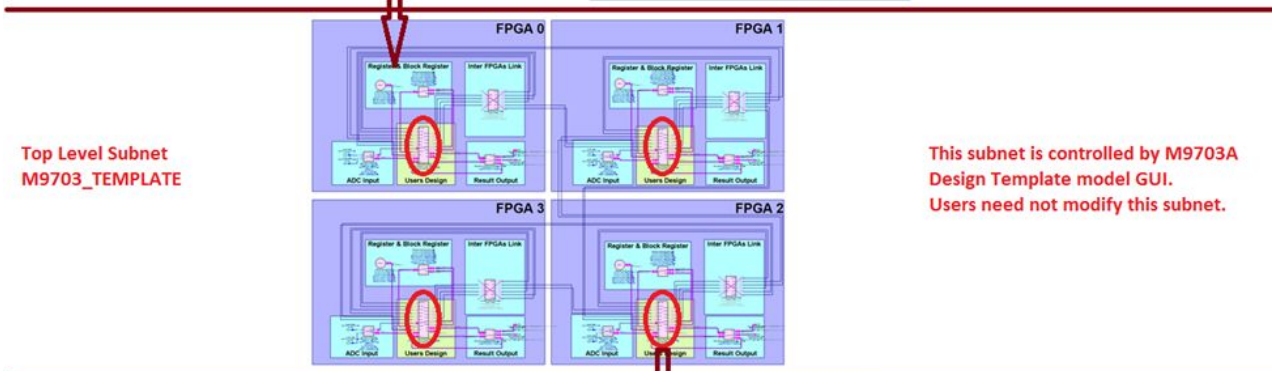 FPGA 0
FPGA 1
Register & Block Register
Inter FPGAs Link
Register & Block Register
Inter FPGAs Link
Top Level Subnet
M9703_TEMPLATE
This subnet is controlled by M9703A
Design Template model GUI.
Users need not modify this subnet.
ADC Input
Users Design
Result Output
ADC Input
Users Design
Result Output
FPGA 3
FPGA 2
Register & Block Register
Inter FPGAs Link
Register & Block Register
Inter FPGAs Link
ADC Input
Users Design
Result Output
ADC Input
Users Design
Result Output